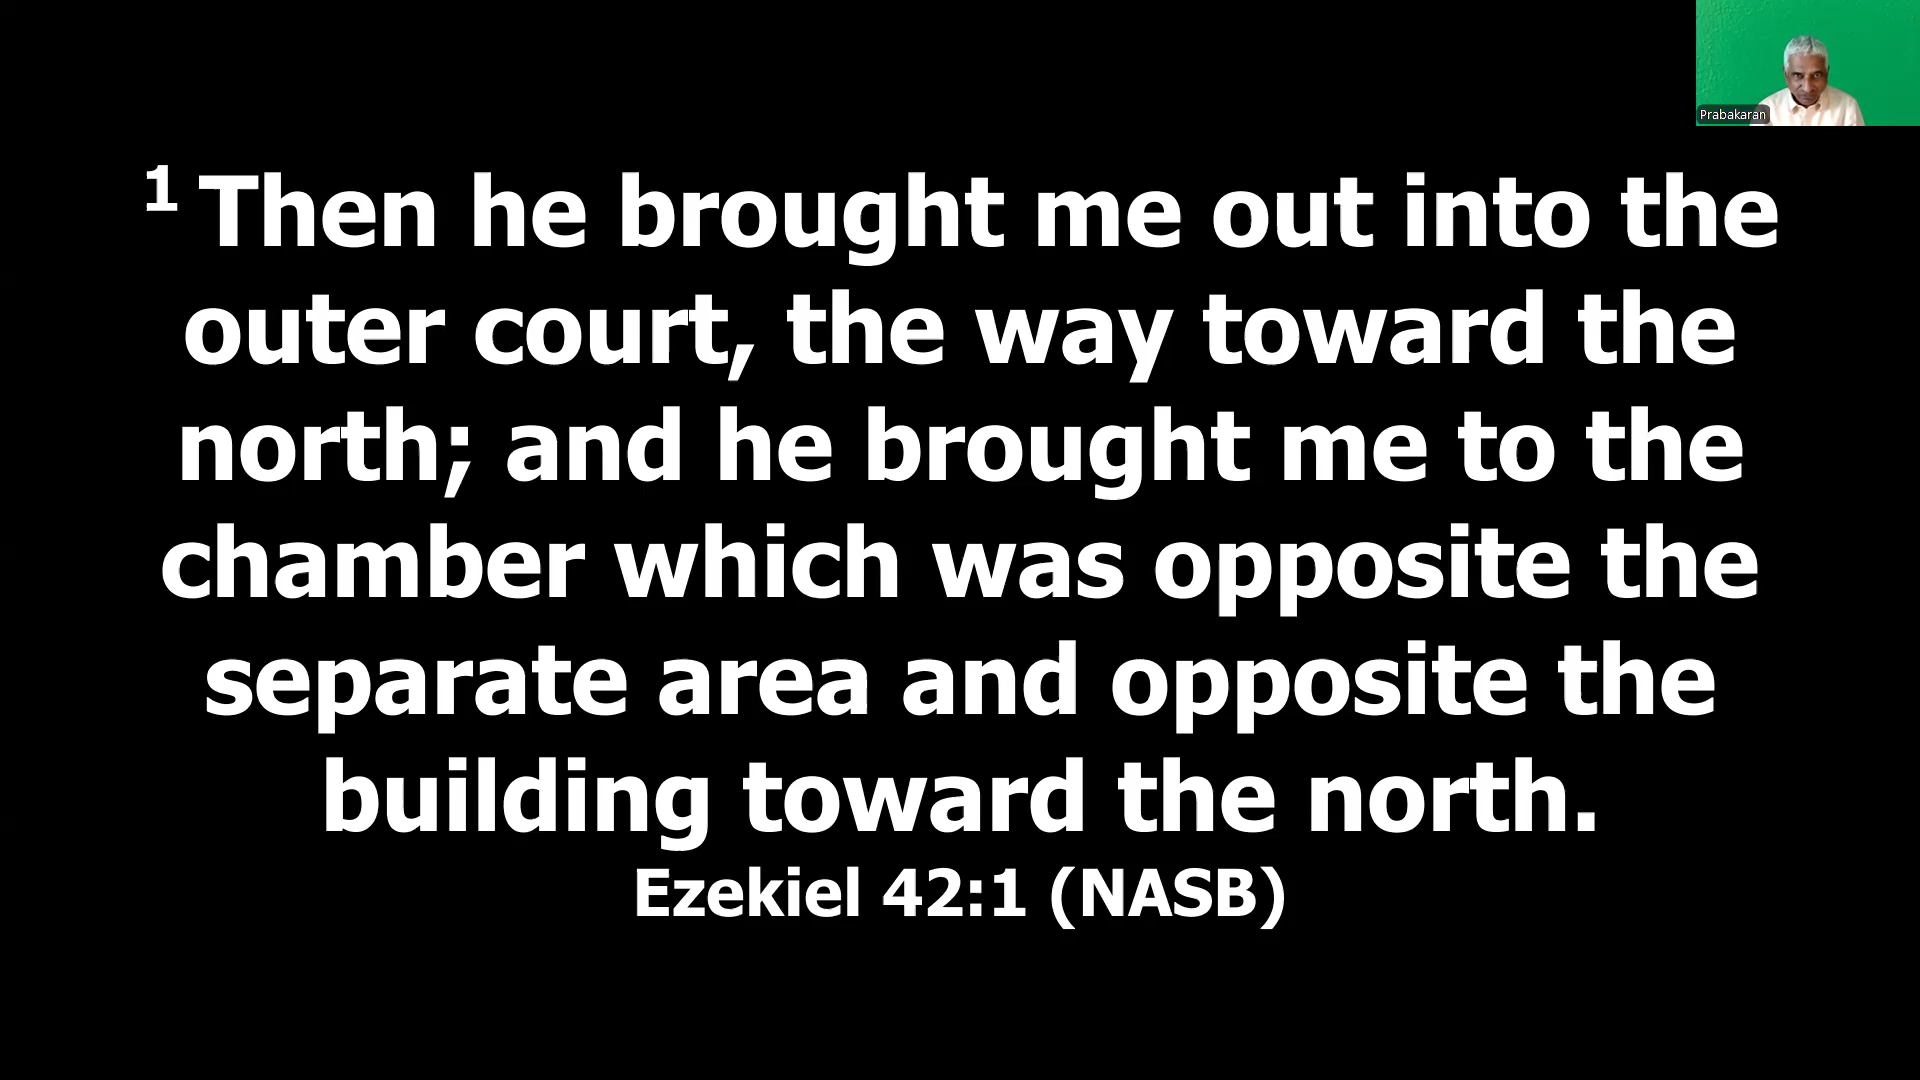 Prabakaran
1 Then he brought me out into the
outer court, the way toward the
north; and he brought me to the
chamber which was opposite the
separate area and opposite the
building toward the north.
Ezekiel 42:1 (NASB)